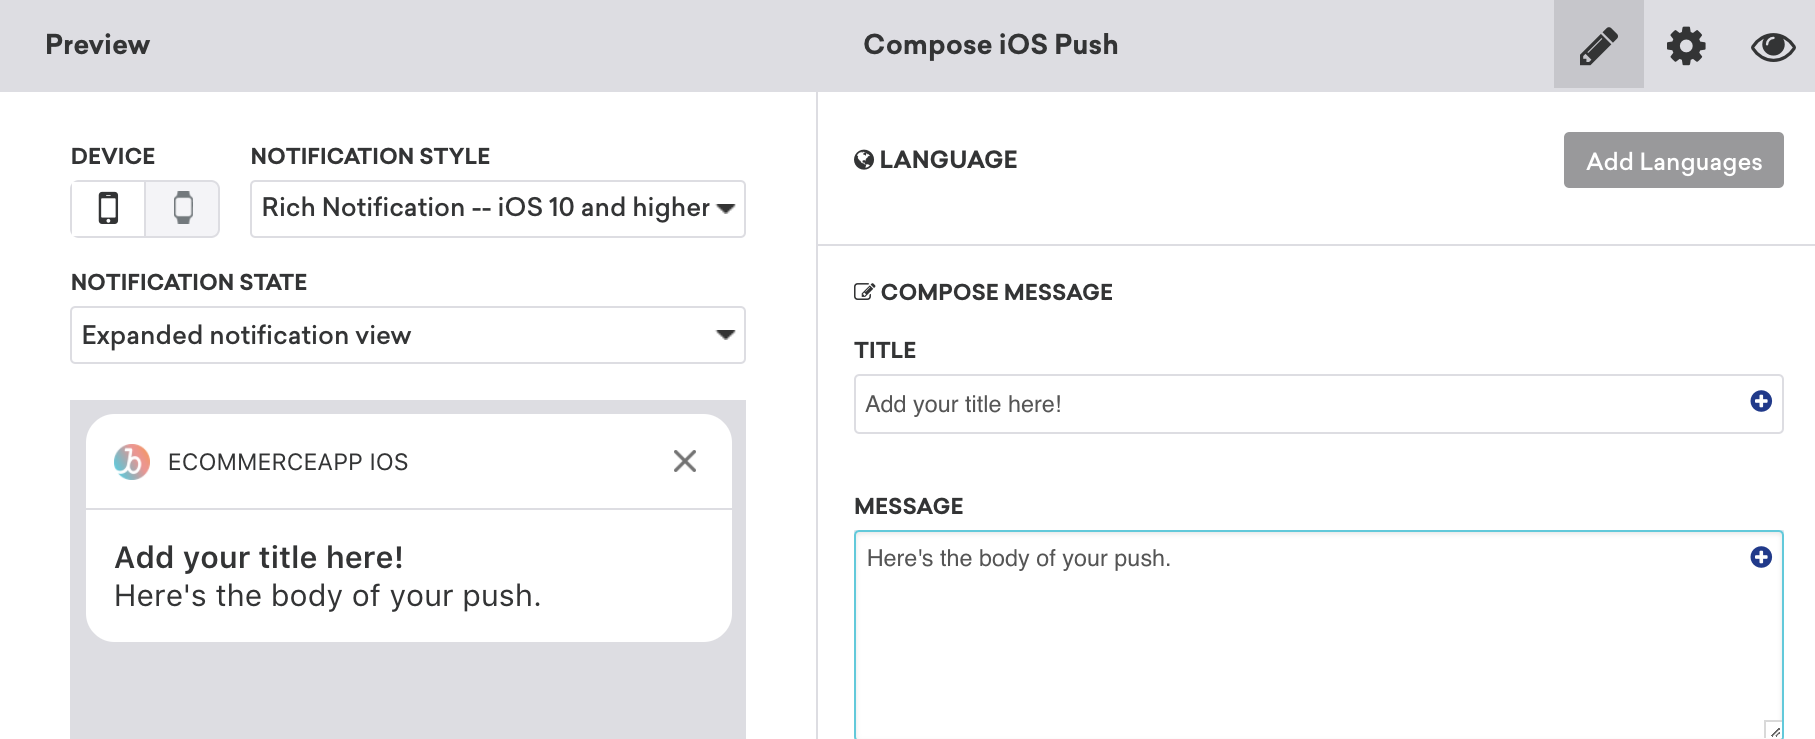 Preview
Compose iOS Push
DEVICE
NOTIFICATION STYLE
Rich Notification -- iOS 10 and higher
NOTIFICATION STATE
Expanded notification view
b
ECOMMERCEAPP IOS
Add your title here!
Here's the body of your push.
LANGUAGE
Add Languages
COMPOSE MESSAGE
TITLE
Add your title here!
MESSAGE
Here's the body of your push.